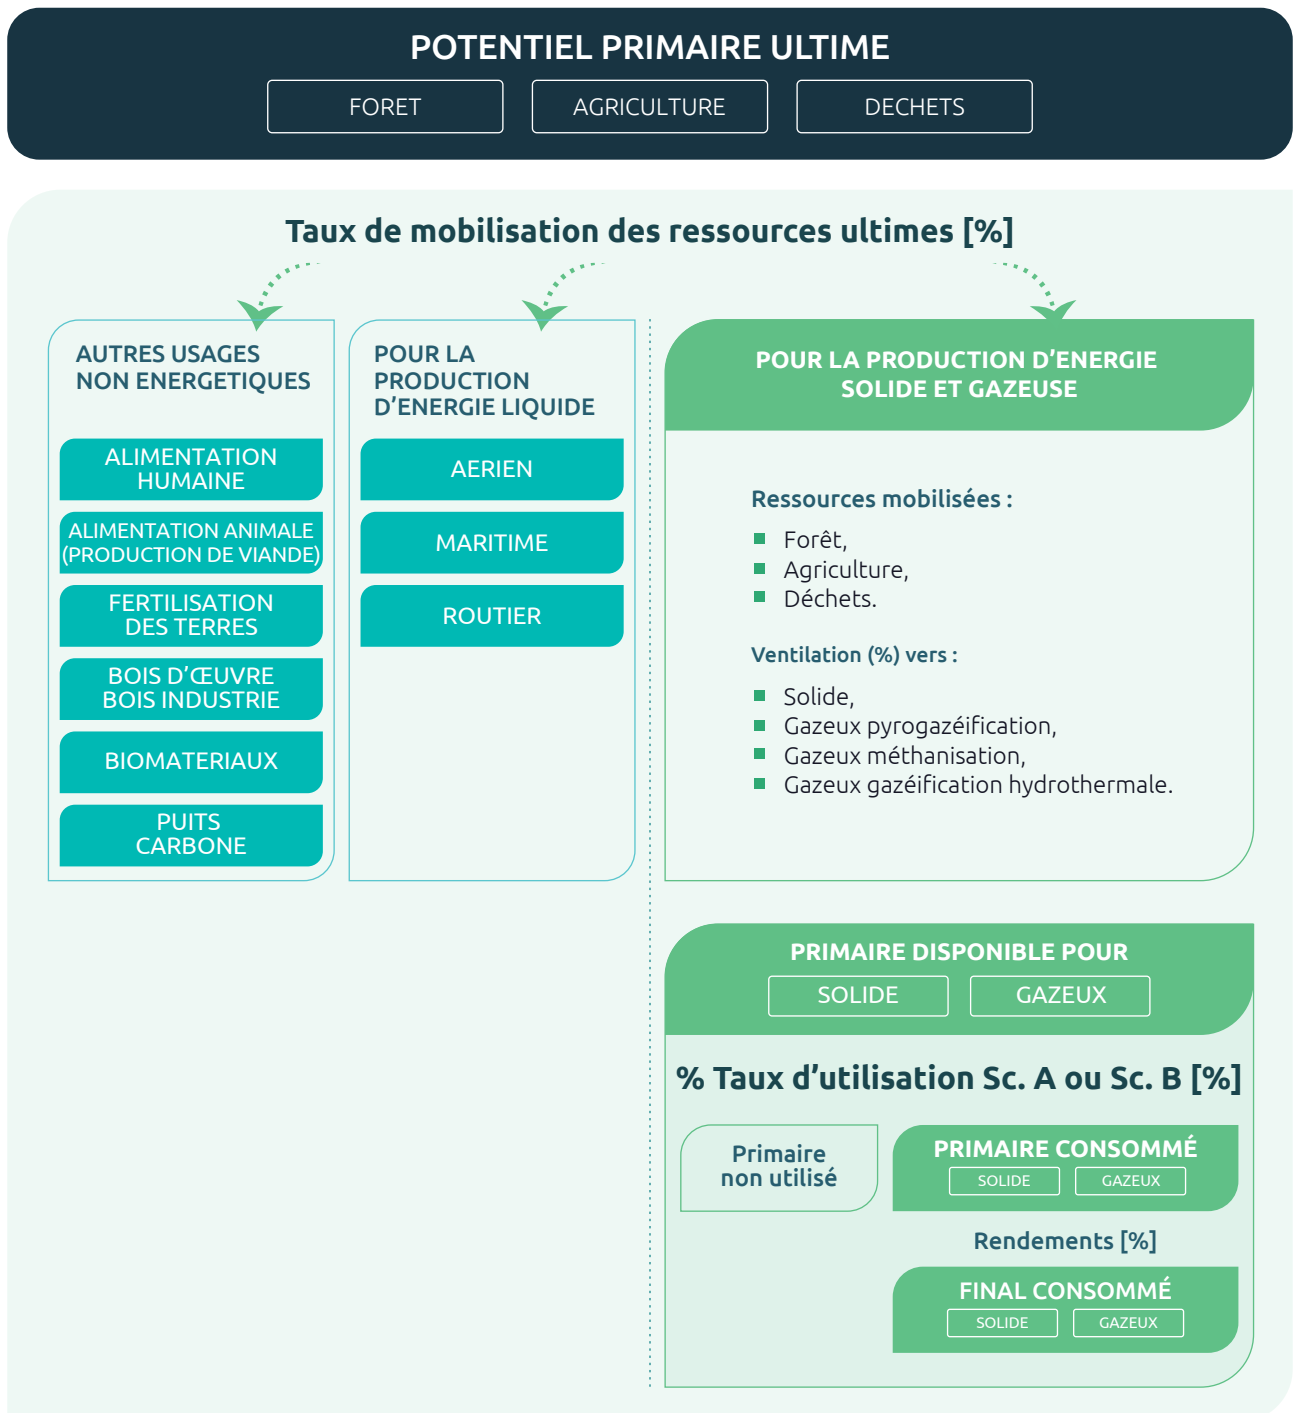 POTENTIEL PRIMAIRE ULTIME
FORET
AGRICULTURE
DECHETS
Taux de mobilisation des ressources ultimes [%]
AUTRES USAGES
NON ENERGETIQUES
ALIMENTATION
HUMAINE
ALIMENTATION ANIMALE
(PRODUCTION DE VIANDE)
FERTILISATION
DES TERRES
BOIS D’ŒUVRE
BOIS INDUSTRIE
BIOMATERIAUX
PUITS
CARBONE
POUR LA
PRODUCTION
D’ENERGIE LIQUIDE
AERIEN
MARITIME
ROUTIER
POUR LA PRODUCTION D’ENERGIE
SOLIDE ET GAZEUSE
Ressources mobilisées :
Forêt,
Agriculture,
Déchets.
Ventilation (%) vers :
Solide,
Gazeux pyrogazéification,
Gazeux méthanisation,
Gazeux gazéification hydrothermale.
PRIMAIRE DISPONIBLE POUR
SOLIDE
GAZEUX
% Taux d’utilisation Sc. A ou Sc. B [%]
Primaire
non utilisé
PRIMAIRE CONSOMMÉ
SOLIDE
GAZEUX
Rendements [%]
FINAL CONSOMMÉ
SOLIDE
GAZEUX